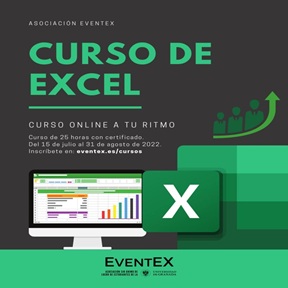 ASOCIACIÓN EVENTEX
CURSO DE
EXCEL
CURSO ONLINE A TU RITMO
Curso de 25 horas con certificado.
Del 15 de julio al 31 de agosto de 2022.
Inscríbete en: eventex.es/cursos
X
EVENTEX